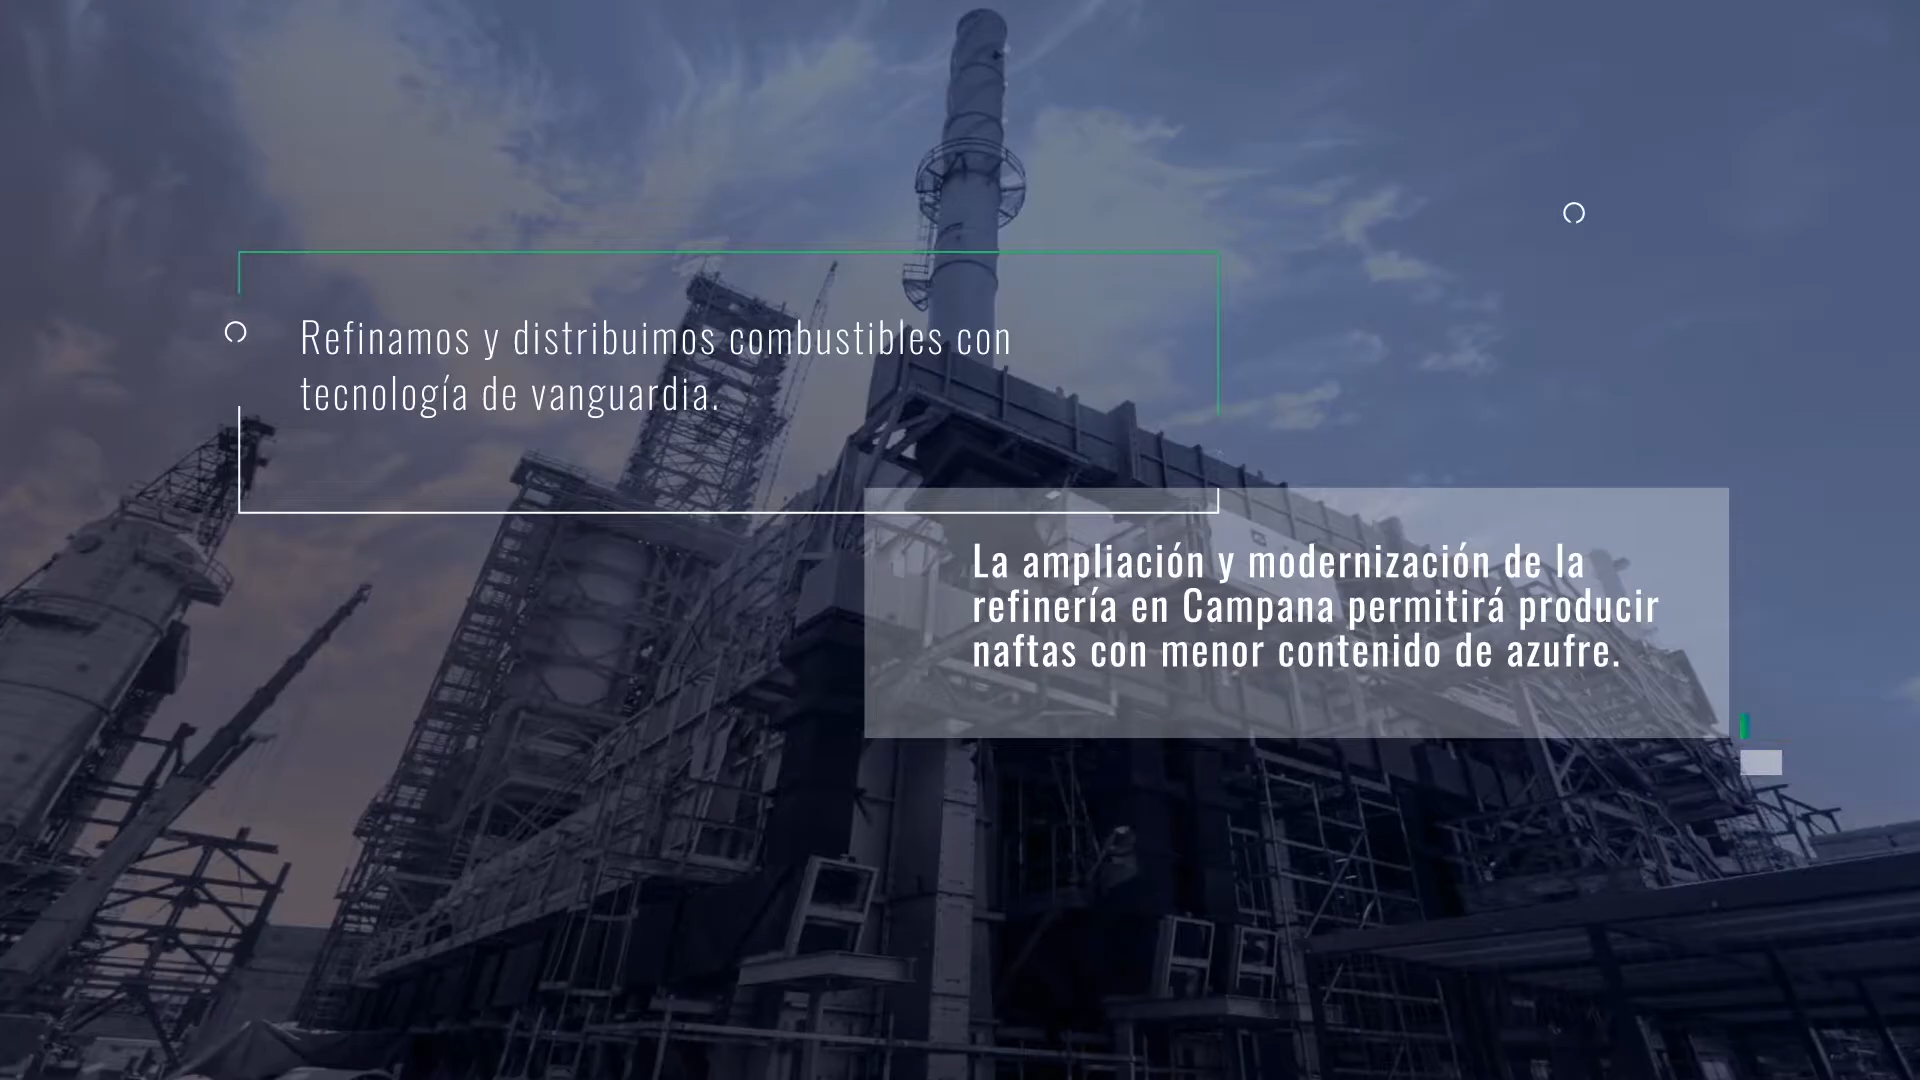 Refinamos y distribuimos combustibles con
tecnología de vanguardia.
La ampliación y modernización de la
refinería en Campana permitirá producir
naftas con menor contenido de azufre.